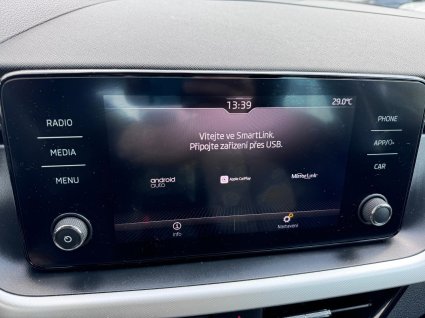 13:39
29.0°C
RADIO
MEDIA
MENU
Vítejte ve SmartLink.
Připojte zařízení přes USB.
android
auto
Apple CarPlay
MirrorLink
Info
Nastavení
PHONE
APP/
CAR